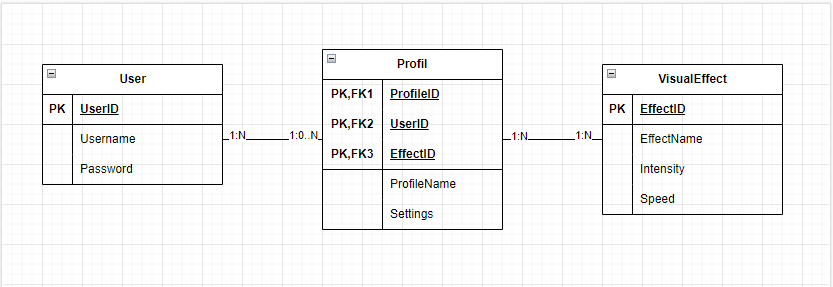 User
PK UserID
Username
Password
1:N 1:0..N
Profil
PK,FK1 ProfileID
PK,FK2 UserID
PK,FK3 EffectID
ProfileName
Settings
1:N 1:N
VisualEffect
PK EffectID
EffectName
Intensity
Speed